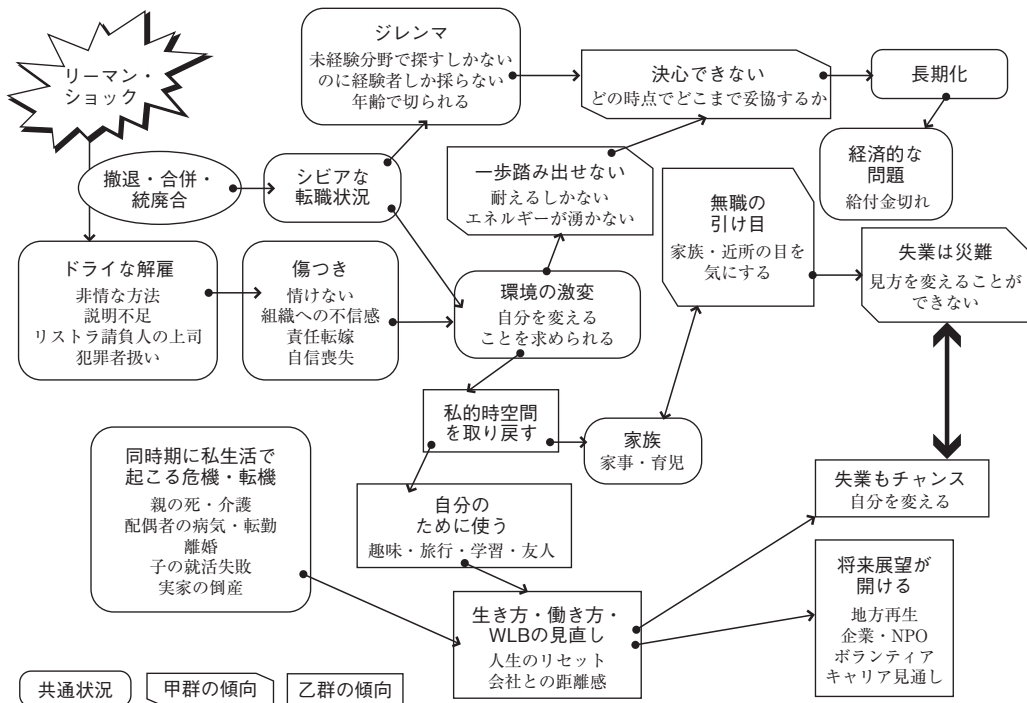 リーマン・
ショック
撤退・合併・
統廃合
シビアな
転職状況
ジレンマ
未経験分野で探すしかない
のに経験者しか採らない
年齢で切られる
決心できない
どの時点でどこまで妥協するか
長期化
経済的な
問題
給付金切れ
一歩踏み出せない
耐えるしかない
エネルギーが湧かない
無職の
引け目
家族・近所の目を
気にする
失業は災難
見方を変えることが
できない
ドライな解雇
非情な方法
説明不足
リストラ請負人の上司
犯罪者扱い
傷つき
情けない
組織への不信感
責任転嫁
自信喪失
環境の激変
自分を変える
ことを求められる
私的時空間
を取り戻す
家族
家事・育児
同時期に私生活で
起こる危機・転機
親の死・介護
配偶者の病気・転勤
離婚
子の就活失敗
実家の倒産
自分の
ために使う
趣味・旅行・学習・友人
失業もチャンス
自分を変える
生き方・働き方・
WLBの見直し
人生のリセット
会社との距離感
将来展望が
開ける
地方再生
企業・NPO
ボランティア
キャリア見通し
共通状況
甲群の傾向
乙群の傾向